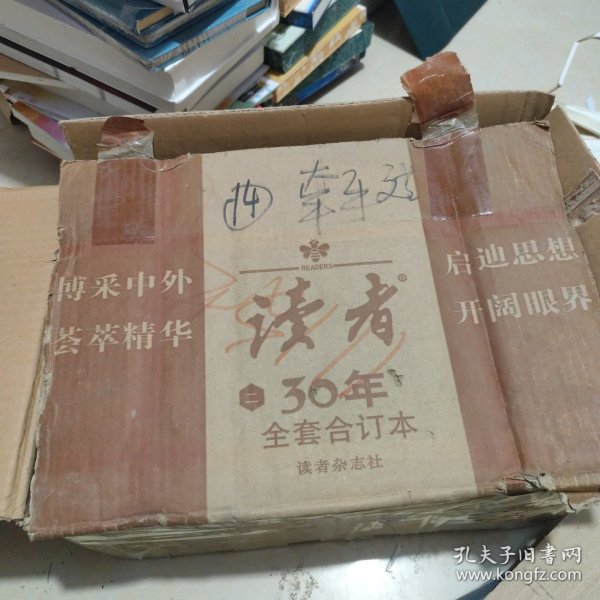 14
READERS
读者®
博采中外
荟萃精华
启迪思想
开阔眼界
二 30年
全套合订本
读者杂志社
孔夫子旧书网
www.kongfz.com